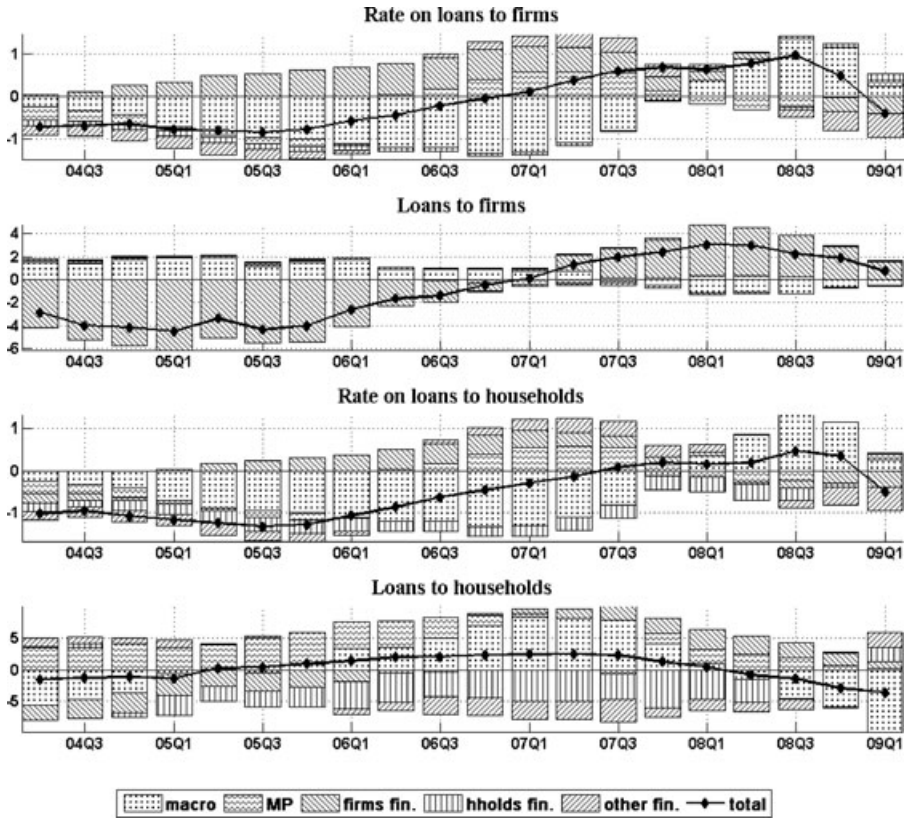 Rate on loans to firms
1
0
-1
04Q3 05Q1 05Q3 06Q1 06Q3 07Q1 07Q3 08Q1 08Q3 09Q1
Loans to firms
4
2
0
-2
-4
-6
04Q3 05Q1 05Q3 06Q1 06Q3 07Q1 07Q3 08Q1 08Q3 09Q1
Rate on loans to households
1
0
-1
04Q3 05Q1 05Q3 06Q1 06Q3 07Q1 07Q3 08Q1 08Q3 09Q1
Loans to households
5
0
-5
04Q3 05Q1 05Q3 06Q1 06Q3 07Q1 07Q3 08Q1 08Q3 09Q1
macro MP firms fin. hholds fin. other fin. total